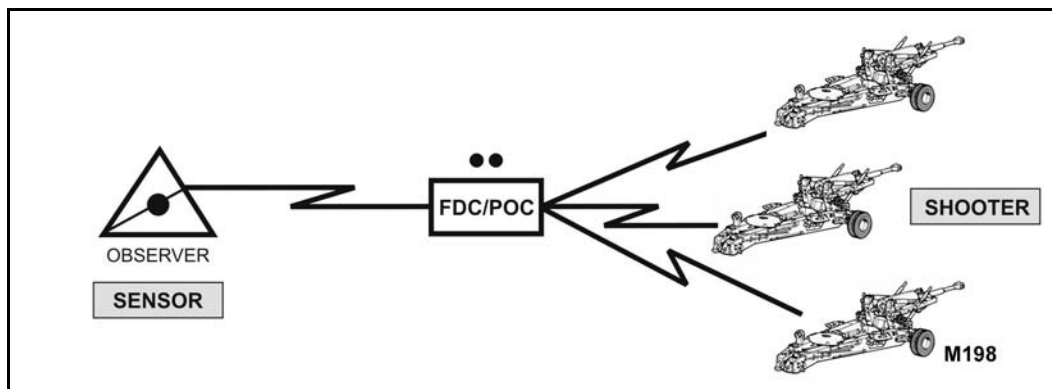 OBSERVER
SENSOR
FDC/POC
SHOOTER
M198